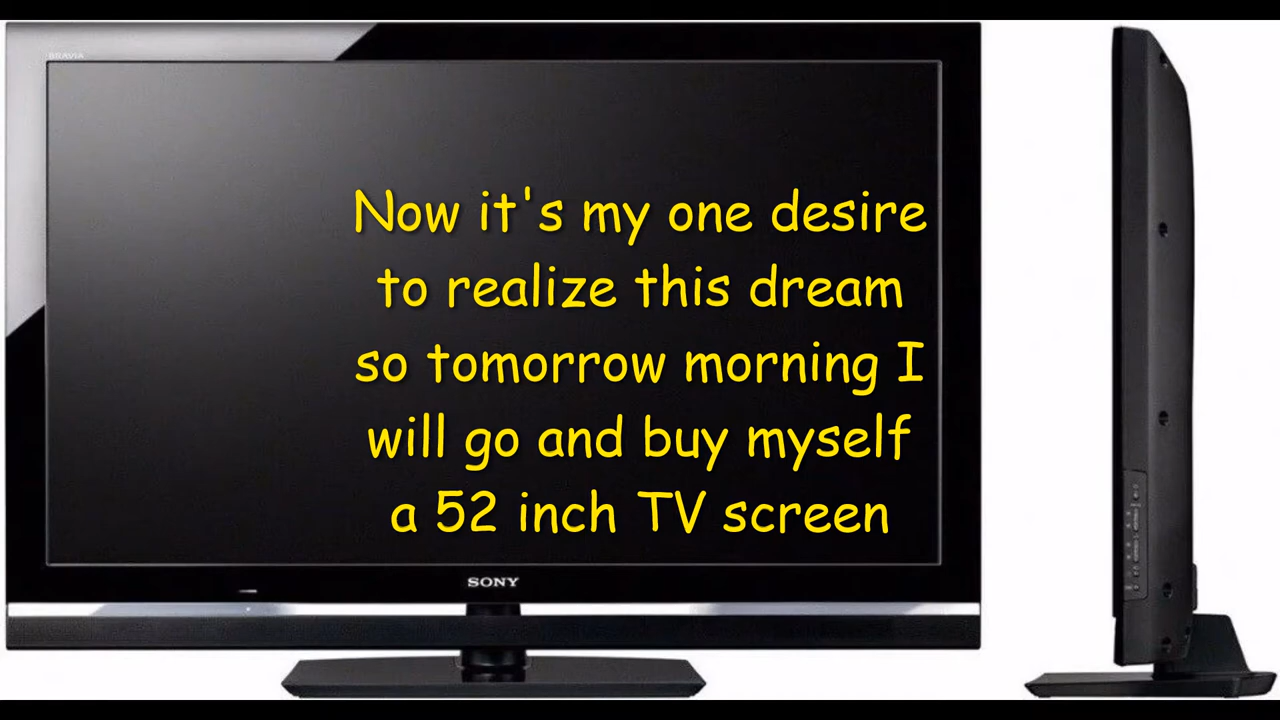 BRAVIA
Now it's my one desire
to realize this dream
so tomorrow morning I
will go and buy myself
a 52 inch TV screen
SONY